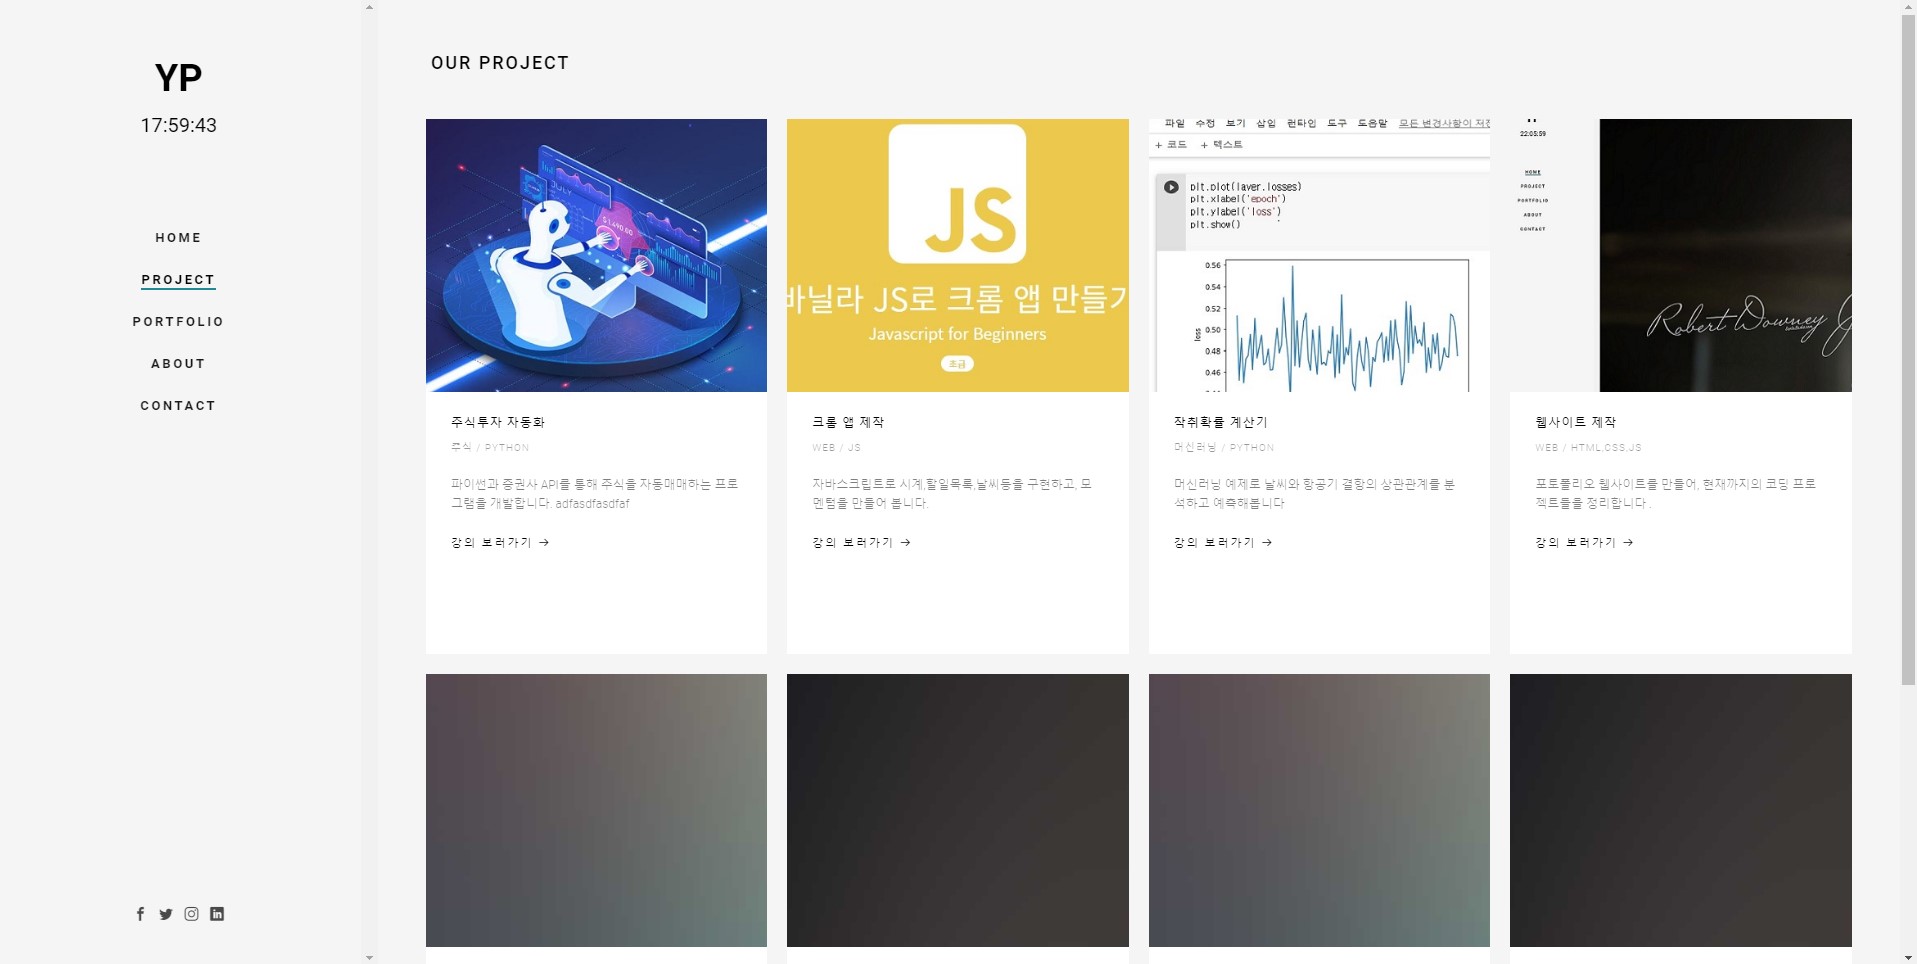 YP
17:59:43
HOME
PROJECT
PORTFOLIO
ABOUT
CONTACT
OUR PROJECT
JULY
주식투자 자동화
주식 / PYTHON
파이썬과 증권사 API를 통해 주식을 자동매매하는 프로
그램을 개발합니다. adfasdfasdfaf
강의 보러가기 →
JS
바닐라 JS로 크롬 앱 만들기
Javascript for Beginners
초급
크롬 앱 제작
WEB / JS
자바스크립트로 시계,할일목록,날씨등을 구현하고, 모
멘텀을 만들어 봅니다.
강의 보러가기 →
파일 수정 보기 삽입 런타임 도구 도움말 모든 변경사항이 저장
+ 코드 + 텍스트
plt.plot(layer.losses)
plt.xlabel('epoch')
plt.ylabel('loss')
plt.show()
0.56
0.54
0.52
0.50
0.48
0.46
loss
작취확률 계산기
머신러닝 / PYTHON
머신러닝 예제로 날씨와 항공기 결항의 상관관계를 분
석하고 예측해봅니다
강의 보러가기 →
22:05:59
HOME
PROJECT
PORTFOLIO
ABOUT
CONTACT
Robert Downey J
웹사이트 제작
WEB / HTML,CSS,JS
포토폴리오 웹사이트를 만들어, 현재까지의 코딩 프로
젝트들을 정리합니다.
강의 보러가기 →